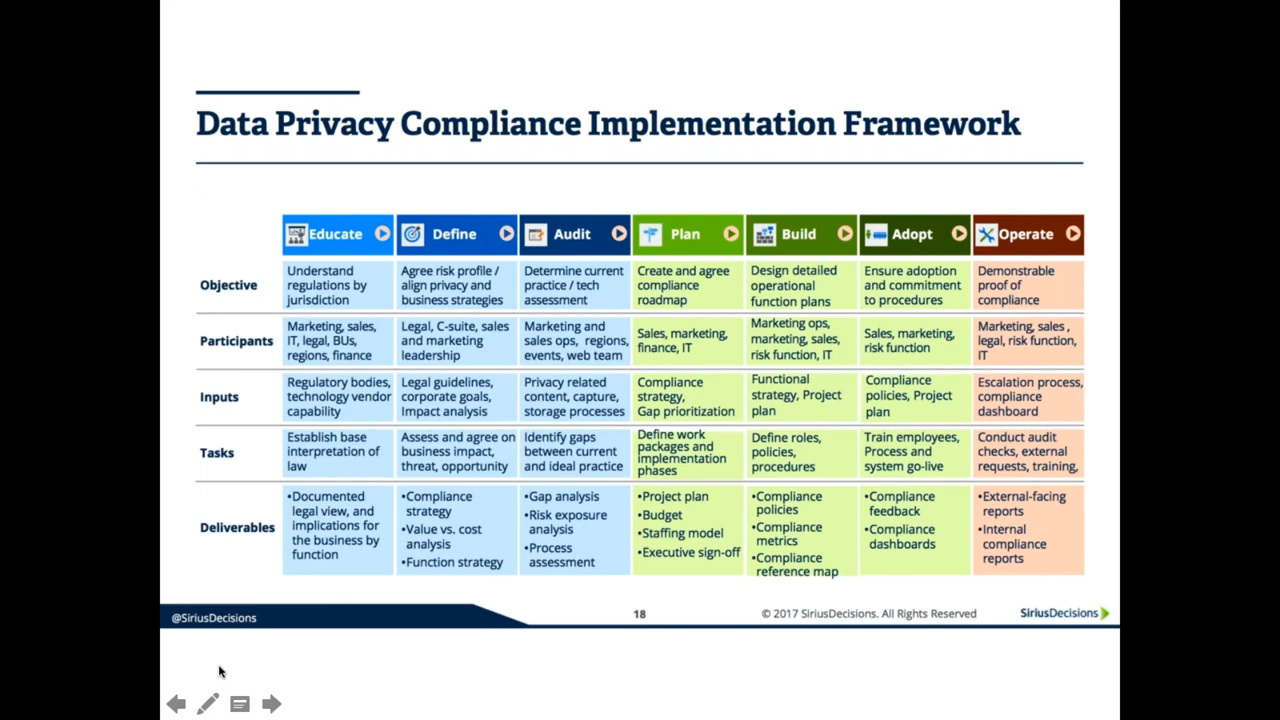 Data Privacy Compliance Implementation Framework
Educate
Define
Audit
Plan
Build
Adopt
Operate
Objective
Understand
regulations by
jurisdiction
Agree risk profile /
align privacy and
business strategies
Determine current
practice / tech
assessment
Create and agree
compliance
roadmap
Design detailed
operational
function plans
Ensure adoption
and commitment
to procedures
Demonstrable
proof of
compliance
Participants
Marketing, sales,
IT, legal, BUs,
regions, finance
Legal, C-suite, sales
and marketing
leadership
Marketing and
sales ops, regions,
events, web team
Sales, marketing,
finance, IT
Marketing ops,
marketing, sales,
risk function, IT
Sales, marketing,
risk function
Marketing, sales ,
legal, risk function,
IT
Inputs
Regulatory bodies,
technology vendor
capability
Legal guidelines,
corporate goals,
Impact analysis
Privacy related
content, capture,
storage processes
Compliance
strategy,
Gap prioritization
Functional
strategy, Project
plan
Compliance
policies, Project
plan
Escalation process,
compliance
dashboard
Tasks
Establish base
interpretation of
law
Assess and agree on
business impact,
threat, opportunity
Identify gaps
between current
and ideal practice
Define work
packages and
implementation
phases
Define roles,
policies,
procedures
Train employees,
Process and
system go-live
Conduct audit
checks, external
requests, training,
Deliverables
•Documented
legal view, and
implications for
the business by
function
•Compliance
strategy
•Value vs. cost
analysis
•Function strategy
•Gap analysis
•Risk exposure
analysis
•Process
assessment
•Project plan
•Budget
•Staffing model
•Executive sign-off
•Compliance
policies
•Compliance
metrics
•Compliance
reference map
•Compliance
feedback
•Compliance
dashboards
•External-facing
reports
•Internal
compliance
reports
@SiriusDecisions
18
© 2017 SiriusDecisions. All Rights Reserved
SiriusDecisions